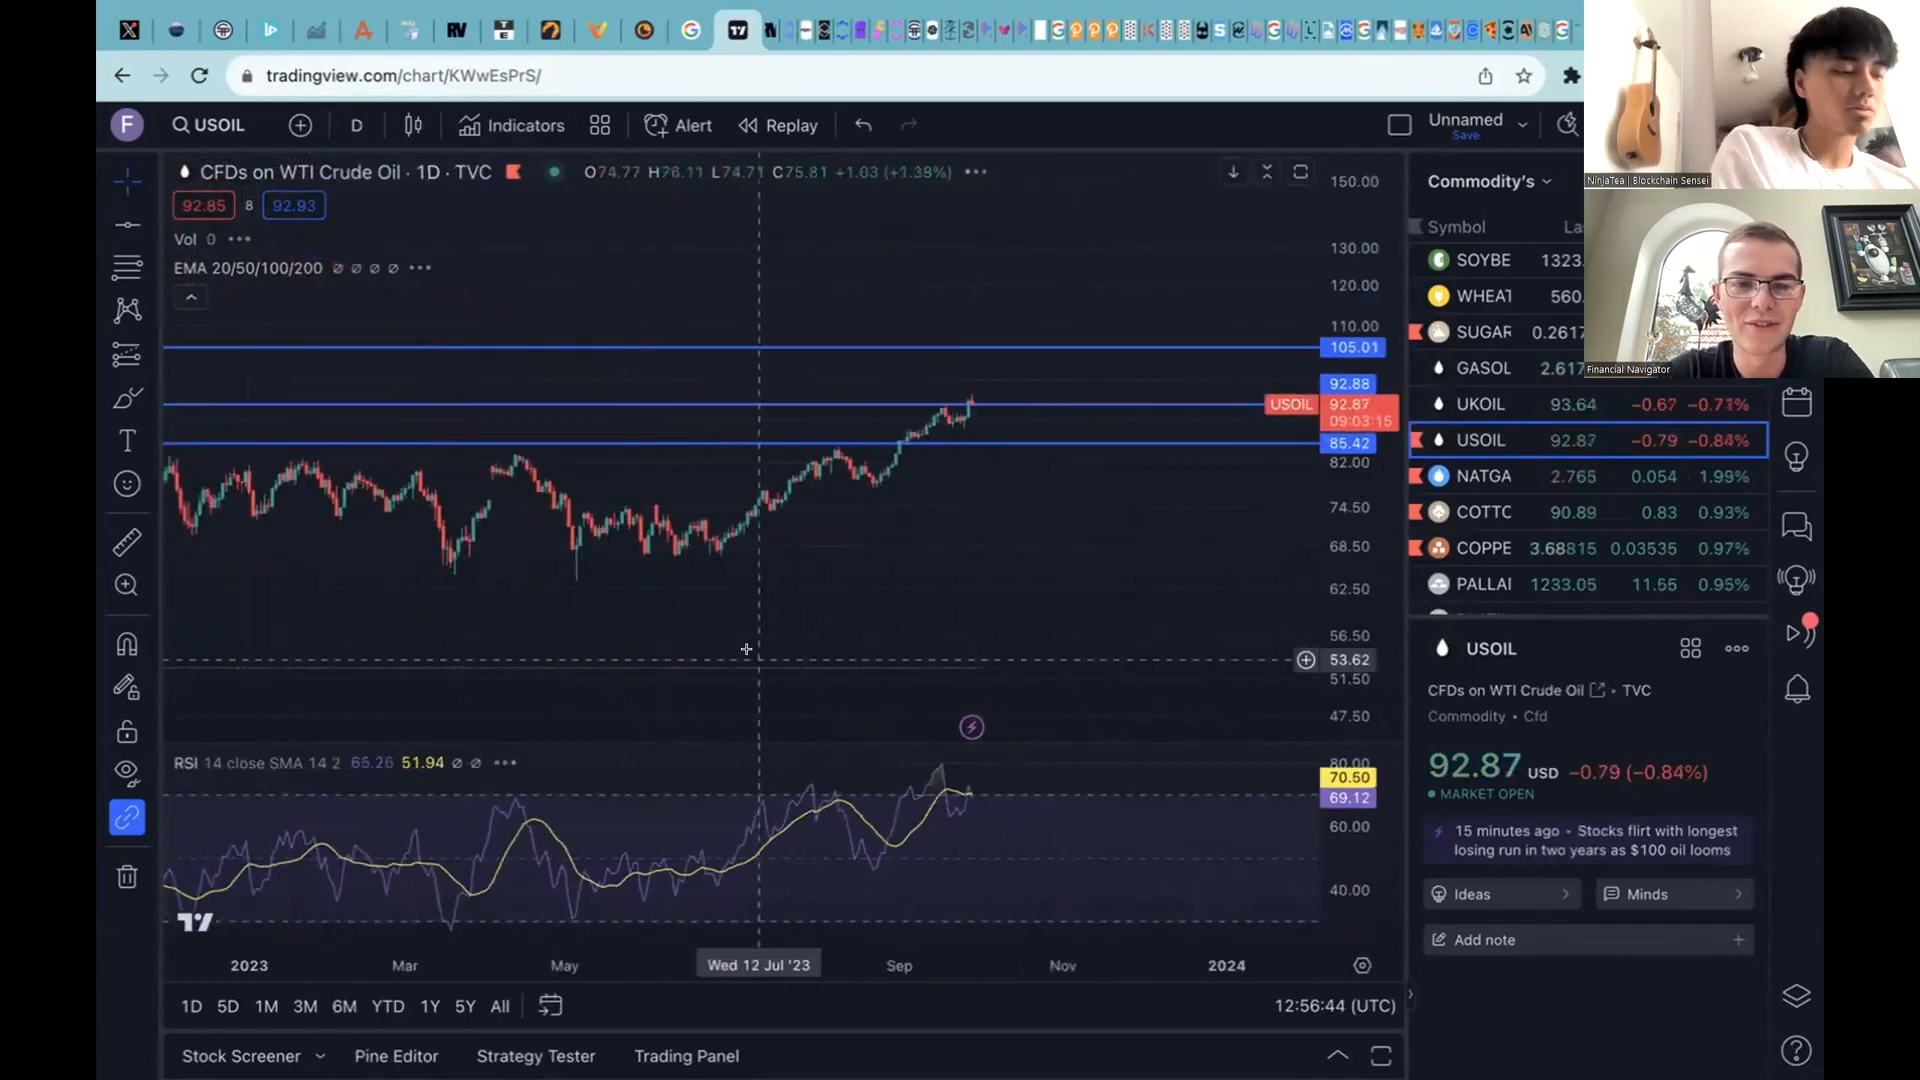 tradingview.com/chart/KWwEsPrS/
F
USOIL
D
Indicators
Alert
Replay
Unnamed
Save
CFDs on WTI Crude Oil · 1D · TVC
O74.77 H76.11 L74.71 C75.81 +1.03 (+1.38%)
92.85 8 92.93
Vol 0
EMA 20/50/100/200
150.00
130.00
120.00
110.00
105.01
92.88
USOIL 92.87
09:03:15
85.42
82.00
74.50
68.50
62.50
56.50
53.62
51.50
47.50
RSI 14 close SMA 14 2 65.26 51.94
80.00
70.50
69.12
60.00
40.00
2023 Mar May Wed 12 Jul '23 Sep Nov 2024
1D 5D 1M 3M 6M YTD 1Y 5Y All
12:56:44 (UTC)
Stock Screener Pine Editor Strategy Tester Trading Panel
Commodity's
Symbol La
SOYBE 1323.
WHEAT 560.
SUGAR 0.2617
GASOL 2.617
UKOIL 93.64 −0.67 −0.71%
USOIL 92.87 −0.79 −0.84%
NATGA 2.765 0.054 1.99%
COTTC 90.89 0.83 0.93%
COPPE 3.68815 0.03535 0.97%
PALLAI 1233.05 11.65 0.95%
USOIL
CFDs on WTI Crude Oil · TVC
Commodity · Cfd
92.87 USD −0.79 (−0.84%)
MARKET OPEN
15 minutes ago · Stocks flirt with longest
losing run in two years as $100 oil looms
Ideas
Minds
Add note
NinjaTea | Blockchain Sensei
Financial Navigator